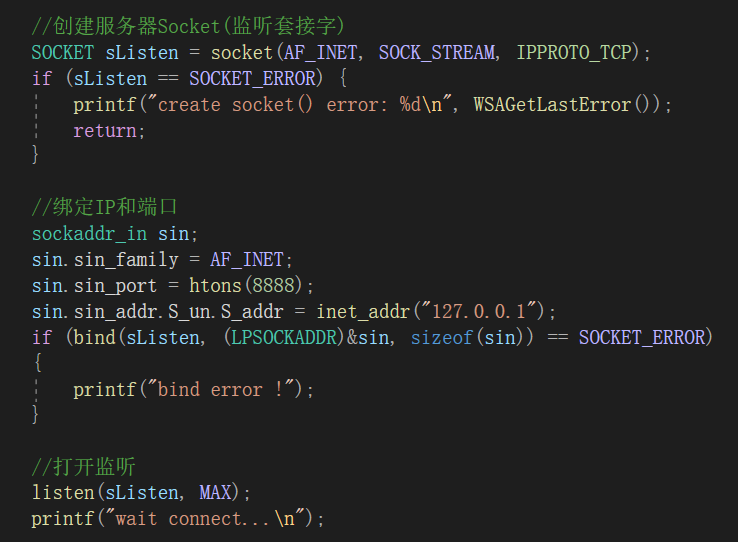 //创建服务器Socket(监听套接字)
SOCKET sListen = socket(AF_INET, SOCK_STREAM, IPPROTO_TCP);
if (sListen == SOCKET_ERROR) {
printf("create socket() error: %d\n", WSAGetLastError());
return;
}
//绑定IP和端口
sockaddr_in sin;
sin.sin_family = AF_INET;
sin.sin_port = htons(8888);
sin.sin_addr.S_un.S_addr = inet_addr("127.0.0.1");
if (bind(sListen, (LPSOCKADDR)&sin, sizeof(sin)) == SOCKET_ERROR)
{
printf("bind error !");
}
//打开监听
listen(sListen, MAX);
printf("wait connect...\n");